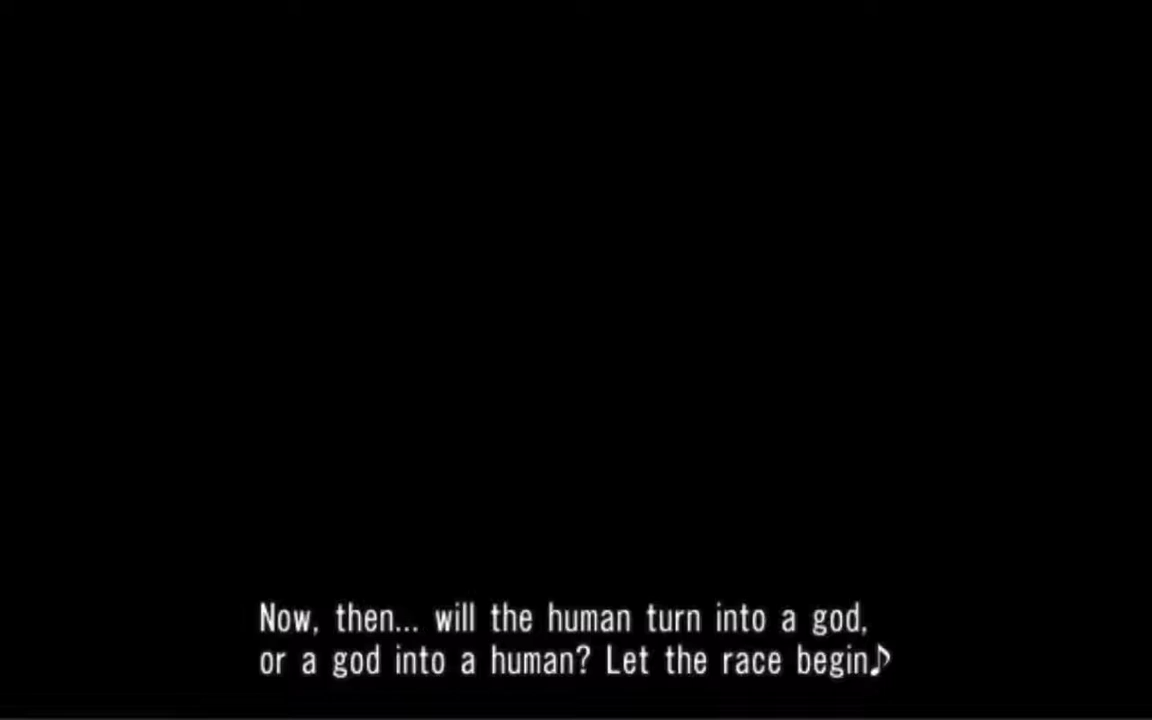 Now, then... will the human turn into a god,
or a god into a human? Let the race begin♪